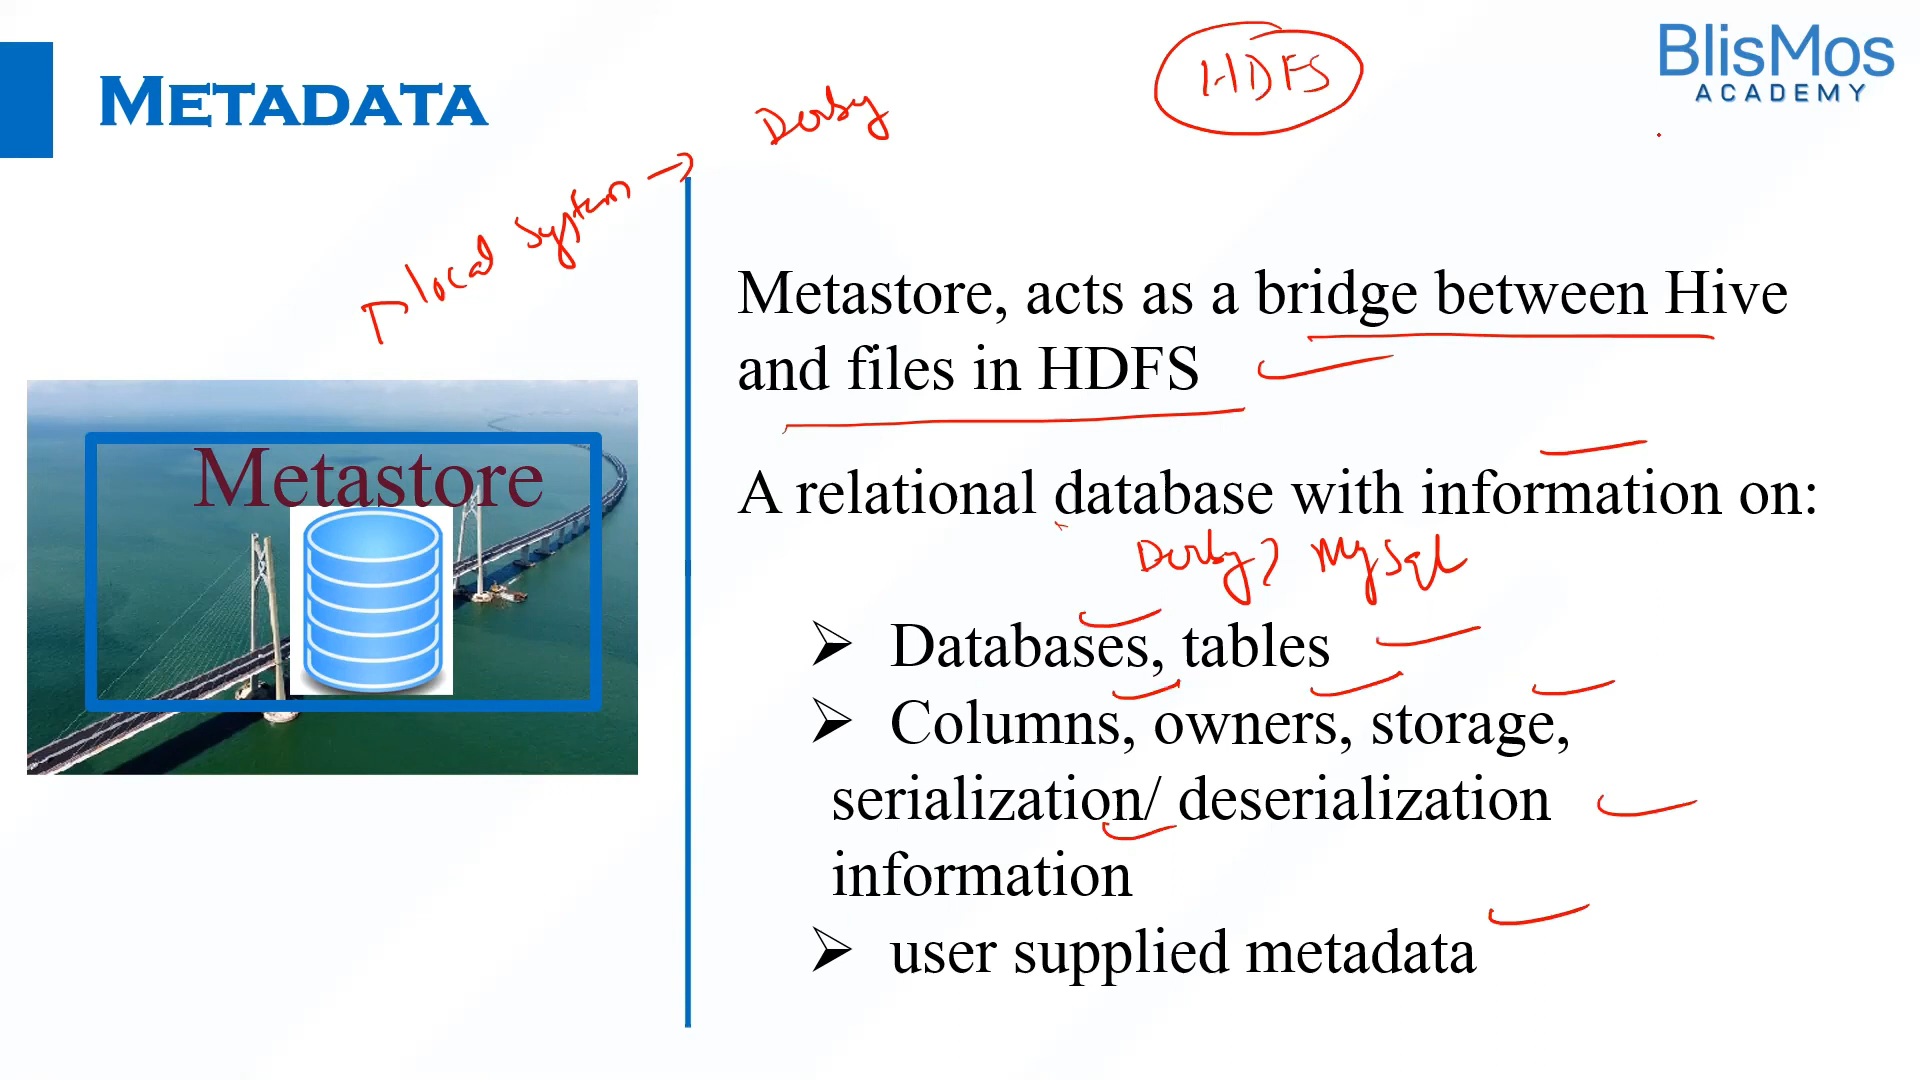 METADATA
Derby
HDFS
BlisMos
ACADEMY
local system →
Metastore, acts as a bridge between Hive
and files in HDFS
Metastore
A relational database with information on:
Derby, MySql
➢ Databases, tables
➢ Columns, owners, storage,
serialization/ deserialization
information
➢ user supplied metadata